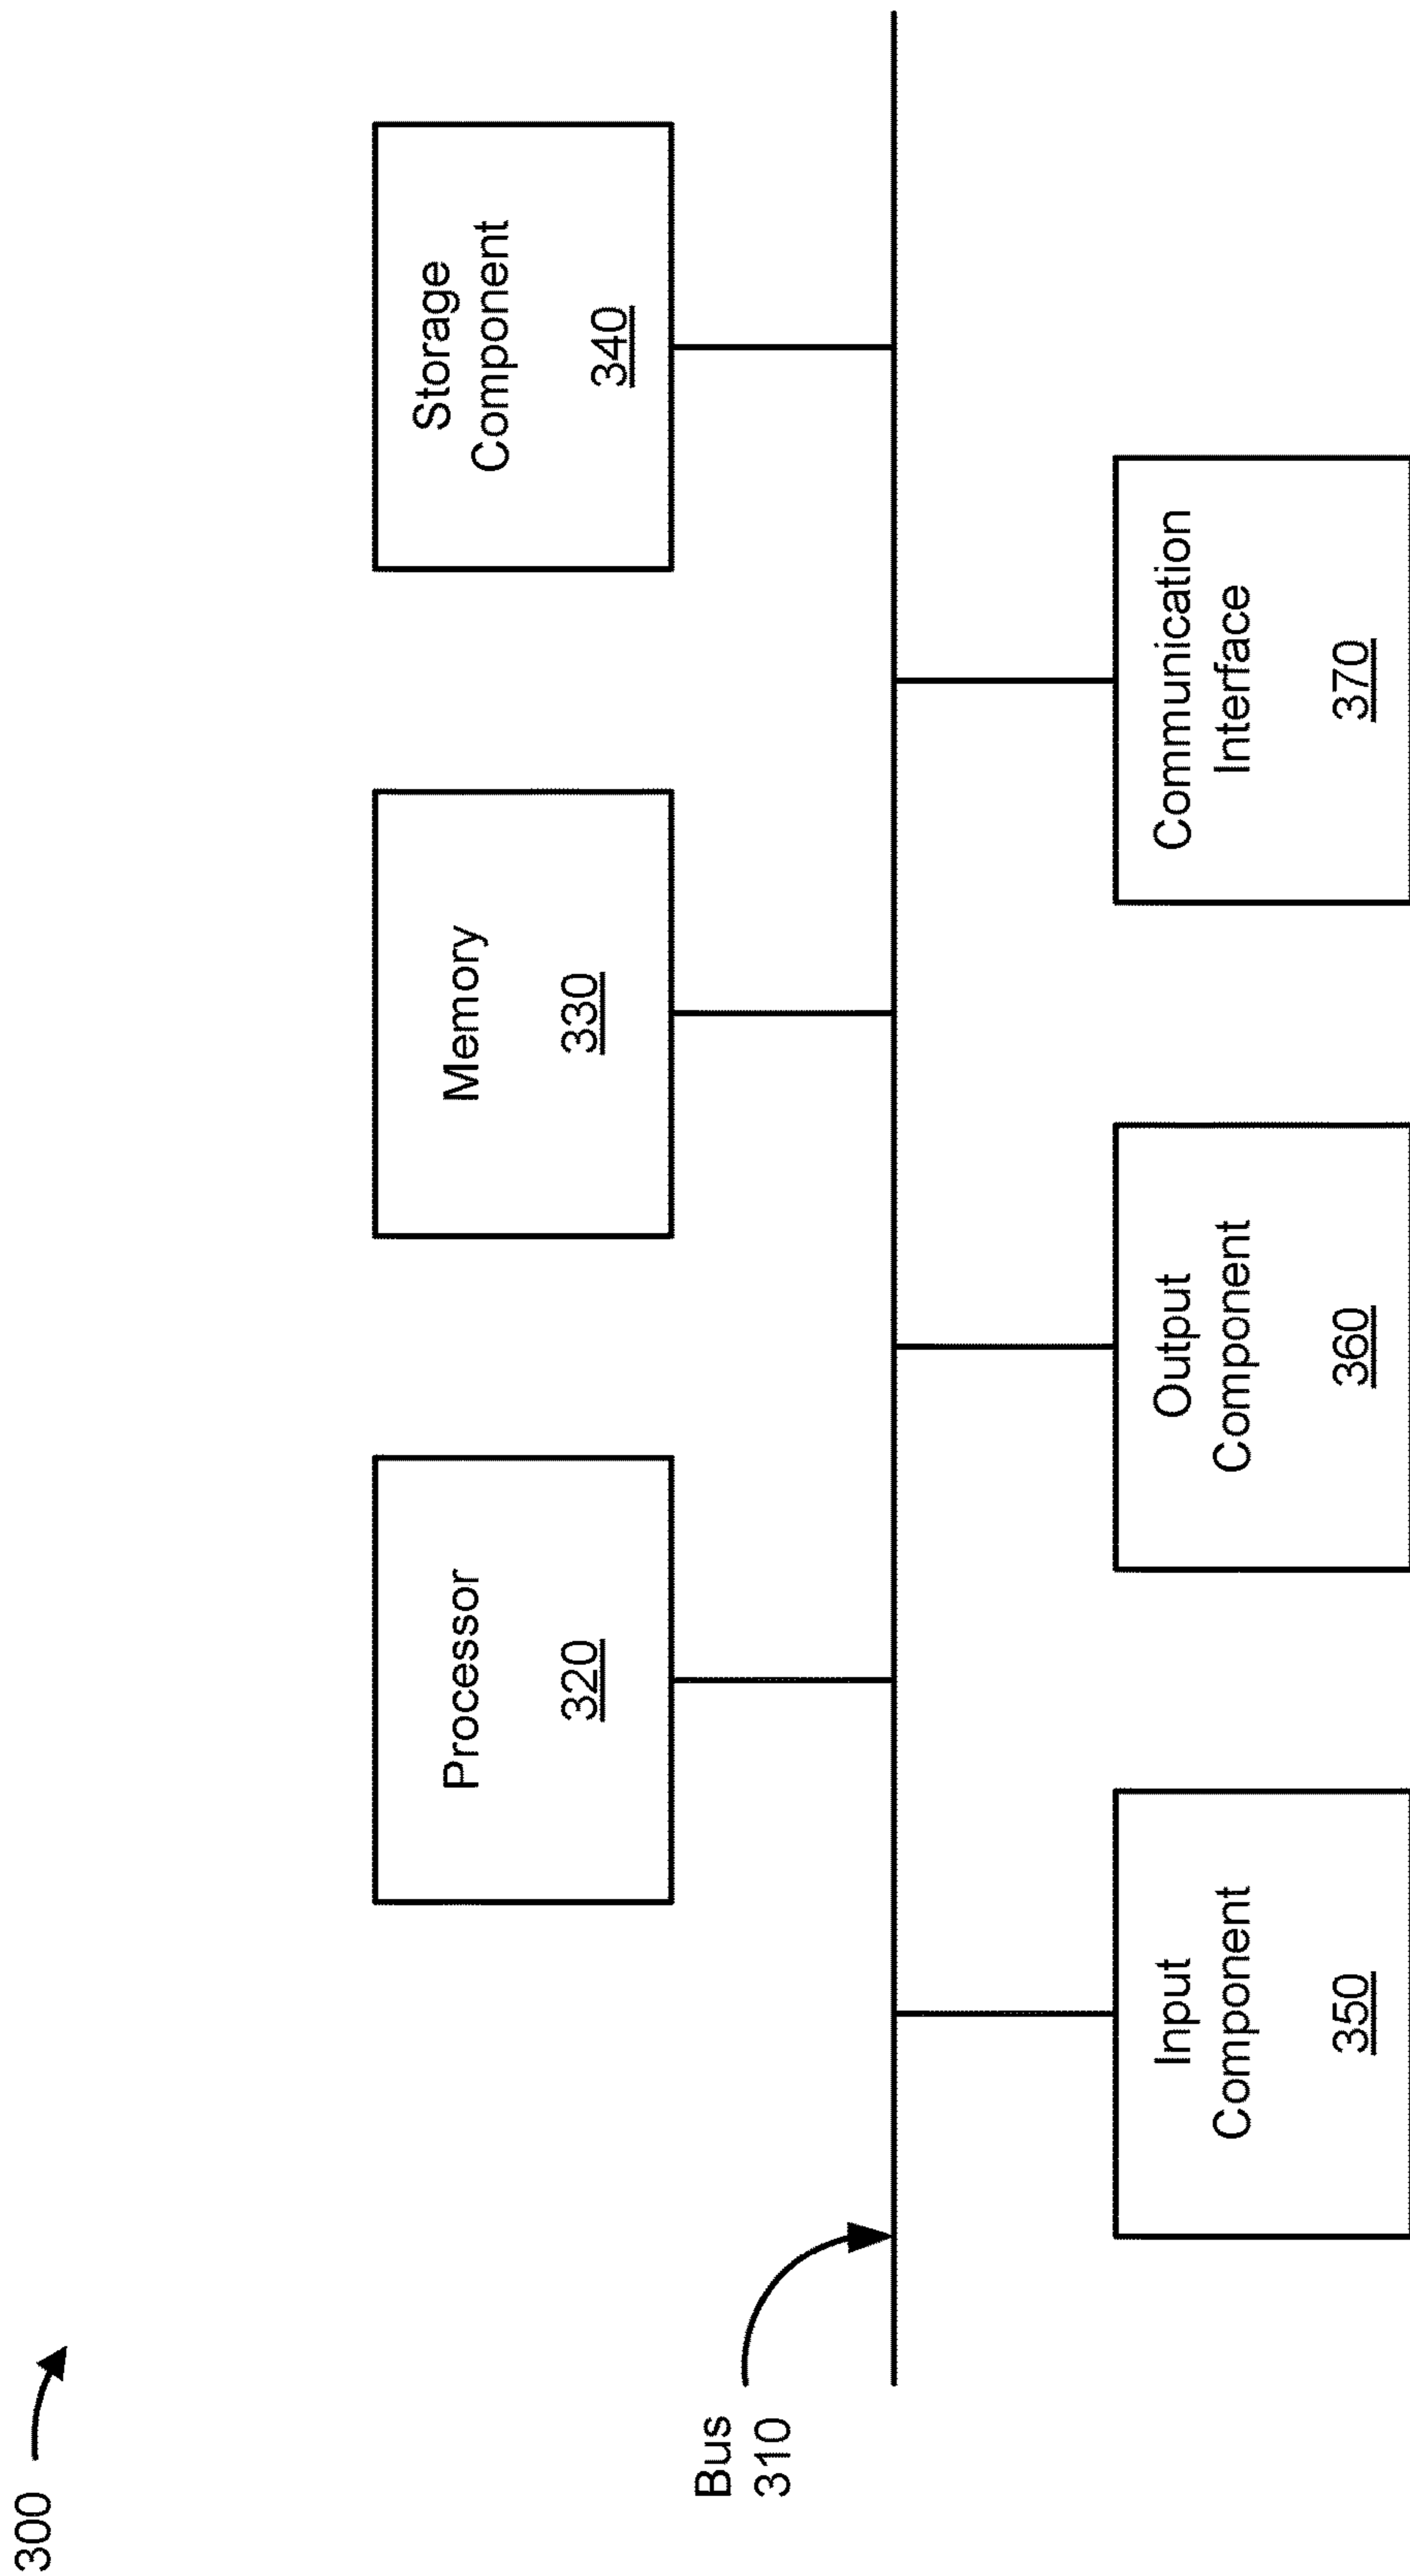 300
Processor
320
Memory
330
Storage
Component
340
Bus
310
Input
Component
350
Output
Component
360
Communication
Interface
370